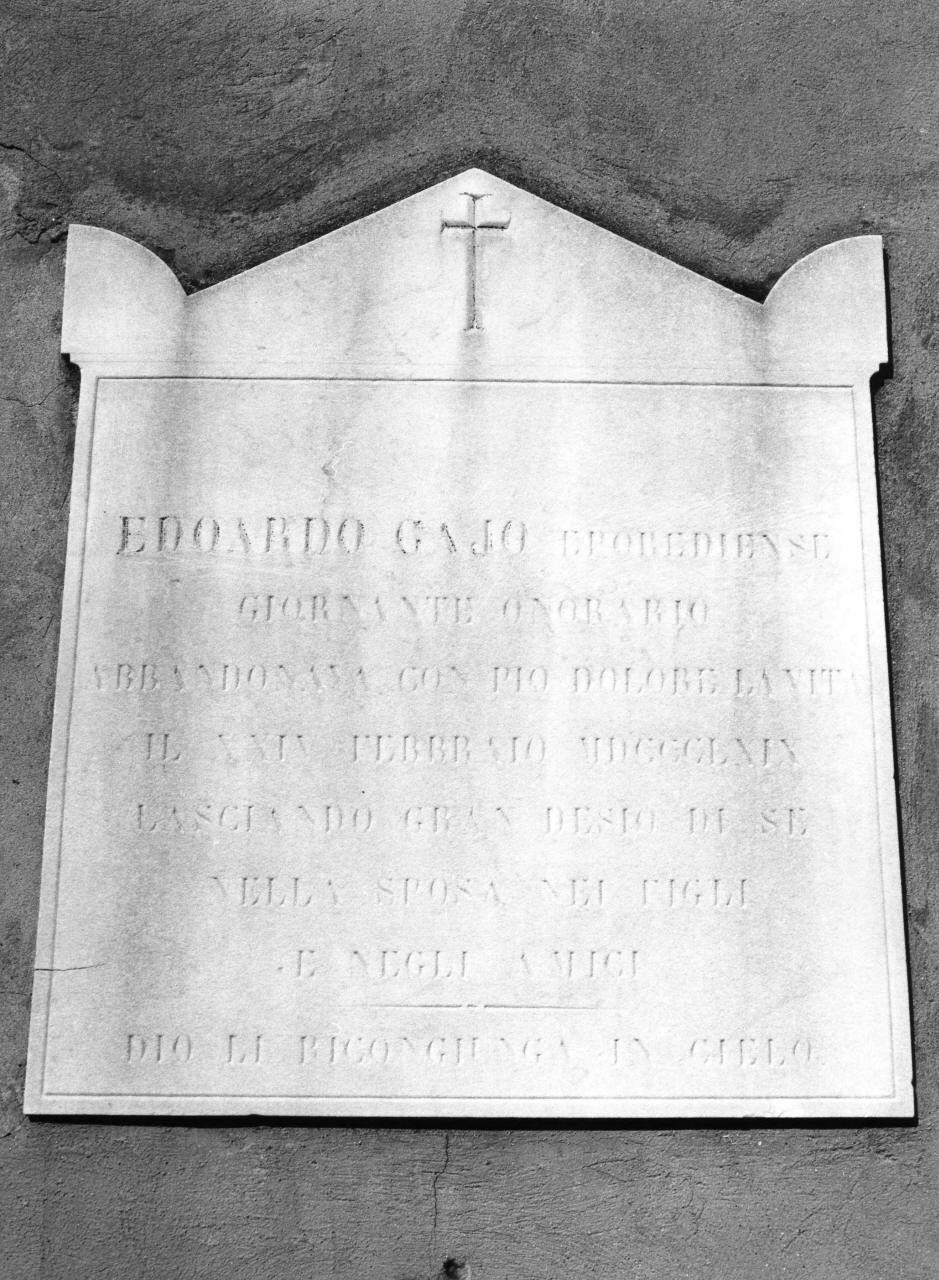 EDOARDO GAJO EPOREDIENSE
GIORNANTE ONORARIO
ABBANDONAVA CON PIO DOLORE LA VITA
IL XXIV FEBBRAIO MDCCCLXIX
LASCIANDO GRAN DESIO DI SE
NELLA SPOSA NEI FIGLI
E NEGLI AMICI
DIO LI RICONGIUNGA IN CIELO